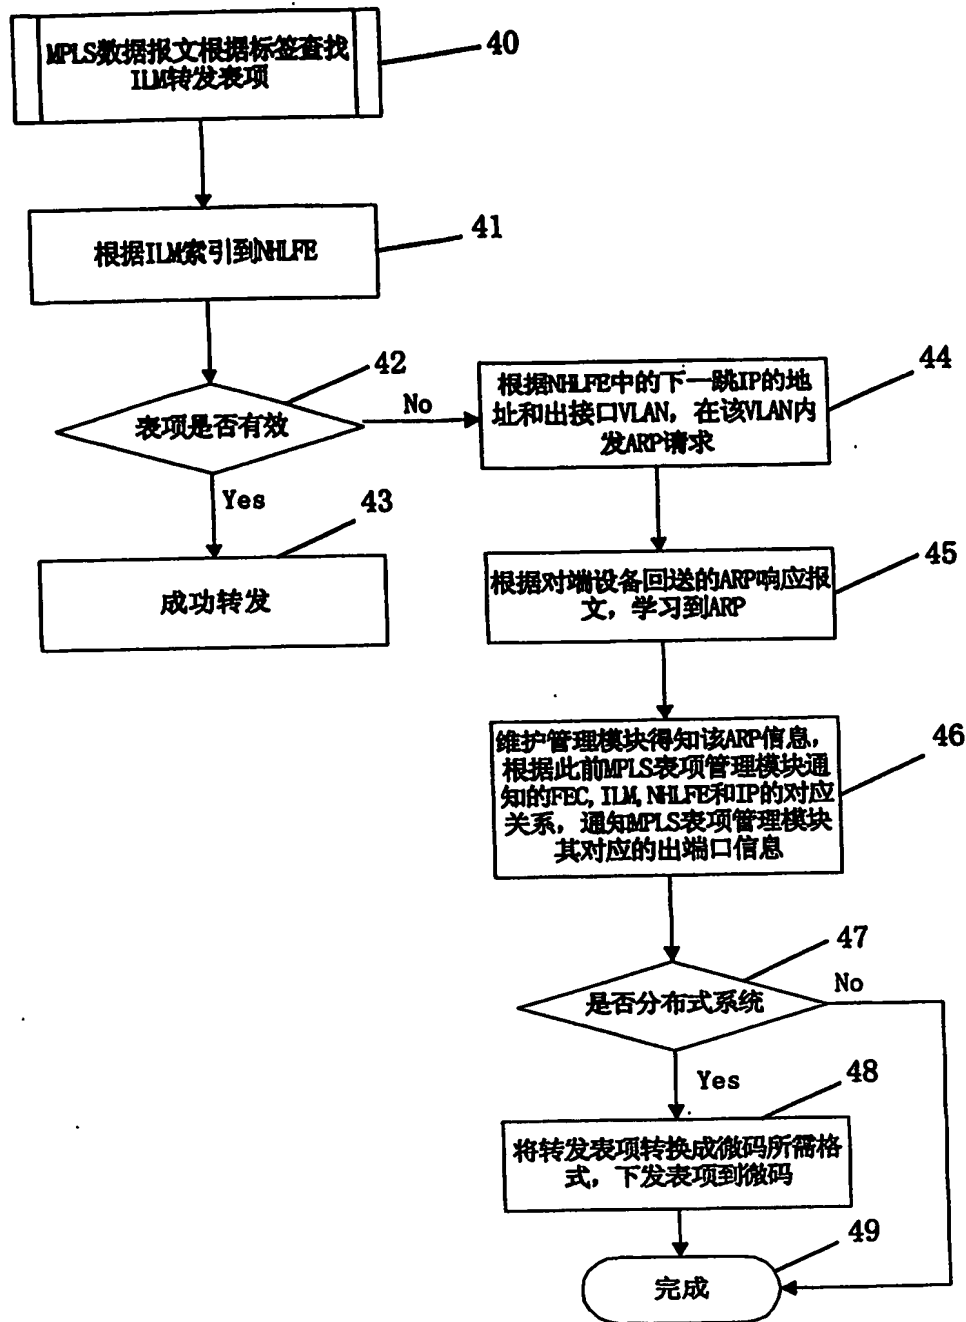 MPLS数据报文根据标签查找
ILM转发表项
40
根据ILM索引到NHLFE
41
42
表项是否有效
No
Yes
43
成功转发
44
根据NHLFE中的下一跳IP的地
址和出接口VLAN，在该VLAN内
发ARP请求
45
根据对端设备回送的ARP响应报
文，学习到ARP
46
维护管理模块得知该ARP信息，
根据此前MPLS表项管理模块通
知的FEC,ILM,NHLFE和IP的对应
关系，通知MPLS表项管理模块
其对应的出端口信息
47
是否分布式系统
No
Yes
48
将转发表项转换成微码所需格
式，下发表项到微码
49
完成